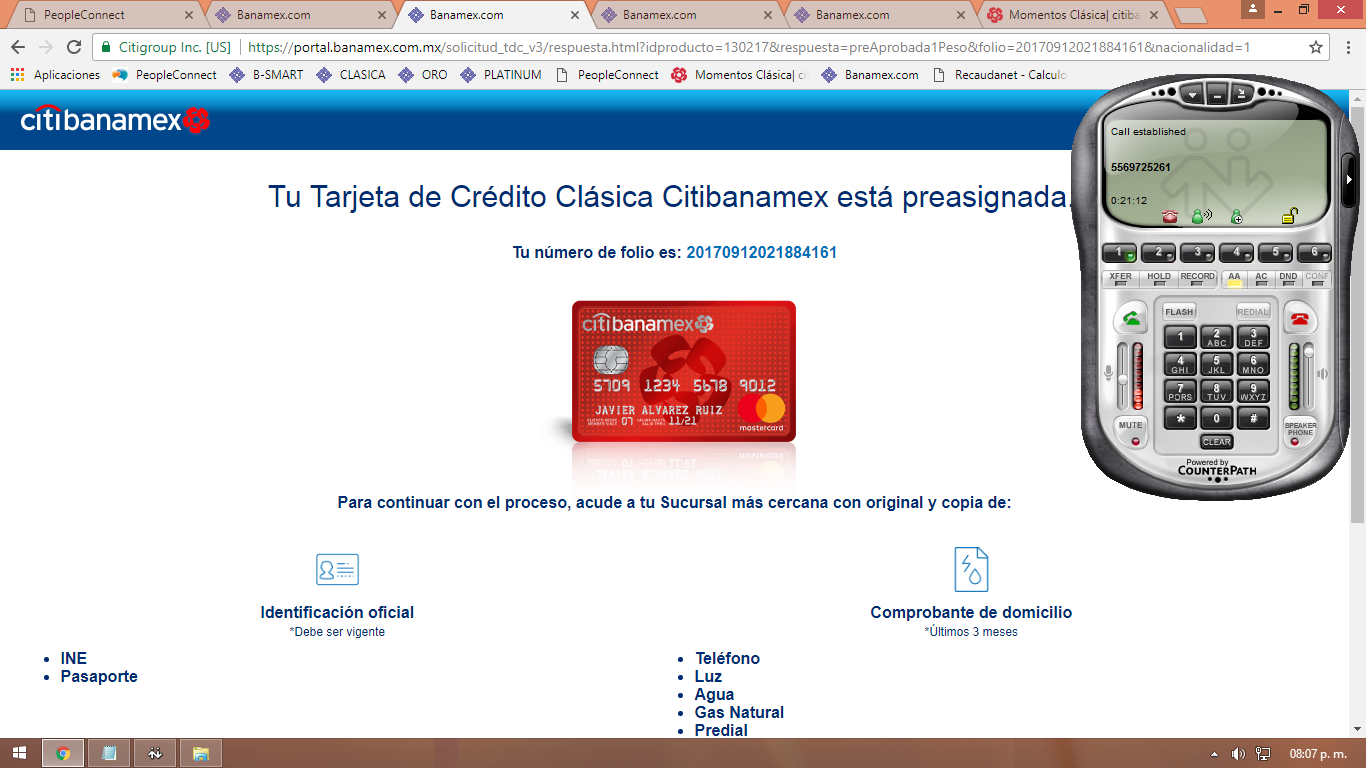 PeopleConnect
Banamex.com
Banamex.com
Banamex.com
Banamex.com
Momentos Clásica| citiba
Citigroup Inc. [US]
https://portal.banamex.com.mx/solicitud_tdc_v3/respuesta.html?idproducto=130217&respuesta=preAprobada1Peso&folio=20170912021884161&nacionalidad=1
Aplicaciones PeopleConnect B-SMART CLASICA ORO PLATINUM PeopleConnect Momentos Clásica| ci Banamex.com Recaudanet - Calculo
citibanamex
Tu Tarjeta de Crédito Clásica Citibanamex está preasignada.
Tu número de folio es: 20170912021884161
citibanamex
5709 1234 5678 9012
JAVIER ALVAREZ RUIZ
CLIENTE DESDE
MEMBER SINCE 07 VALIDA HASTA
VALID THRU 11/21
mastercard
Para continuar con el proceso, acude a tu Sucursal más cercana con original y copia de:
Identificación oficial
*Debe ser vigente
INE
Pasaporte
Comprobante de domicilio
*Últimos 3 meses
Teléfono
Luz
Agua
Gas Natural
Predial
Call established
5569725261
0:21:12
1 2 3 4 5 6
XFER HOLD RECORD AA AC DND CONF
FLASH REDIAL
1 2 ABC 3 DEF
4 GHI 5 JKL 6 MNO
7 PQRS 8 TUV 9 WXYZ
* 0 #
MUTE
SPEAKER PHONE
CLEAR
Powered by
COUNTERPATH
08:07 p. m.